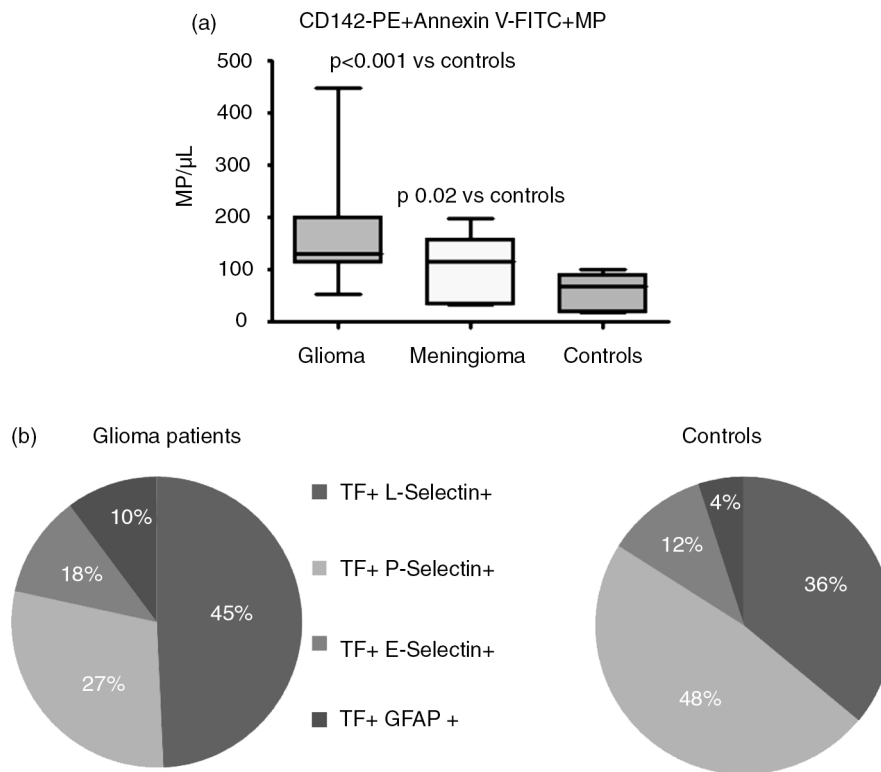 (a) CD142-PE+Annexin V-FITC+MP
500
p<0.001 vs controls
400
300
MP/µL
p 0.02 vs controls
200
100
0
Glioma Meningioma Controls
(b) Glioma patients Controls
TF+ L-Selectin+
TF+ P-Selectin+
TF+ E-Selectin+
TF+ GFAP +
10%
18%
45%
27%
4%
12%
36%
48%